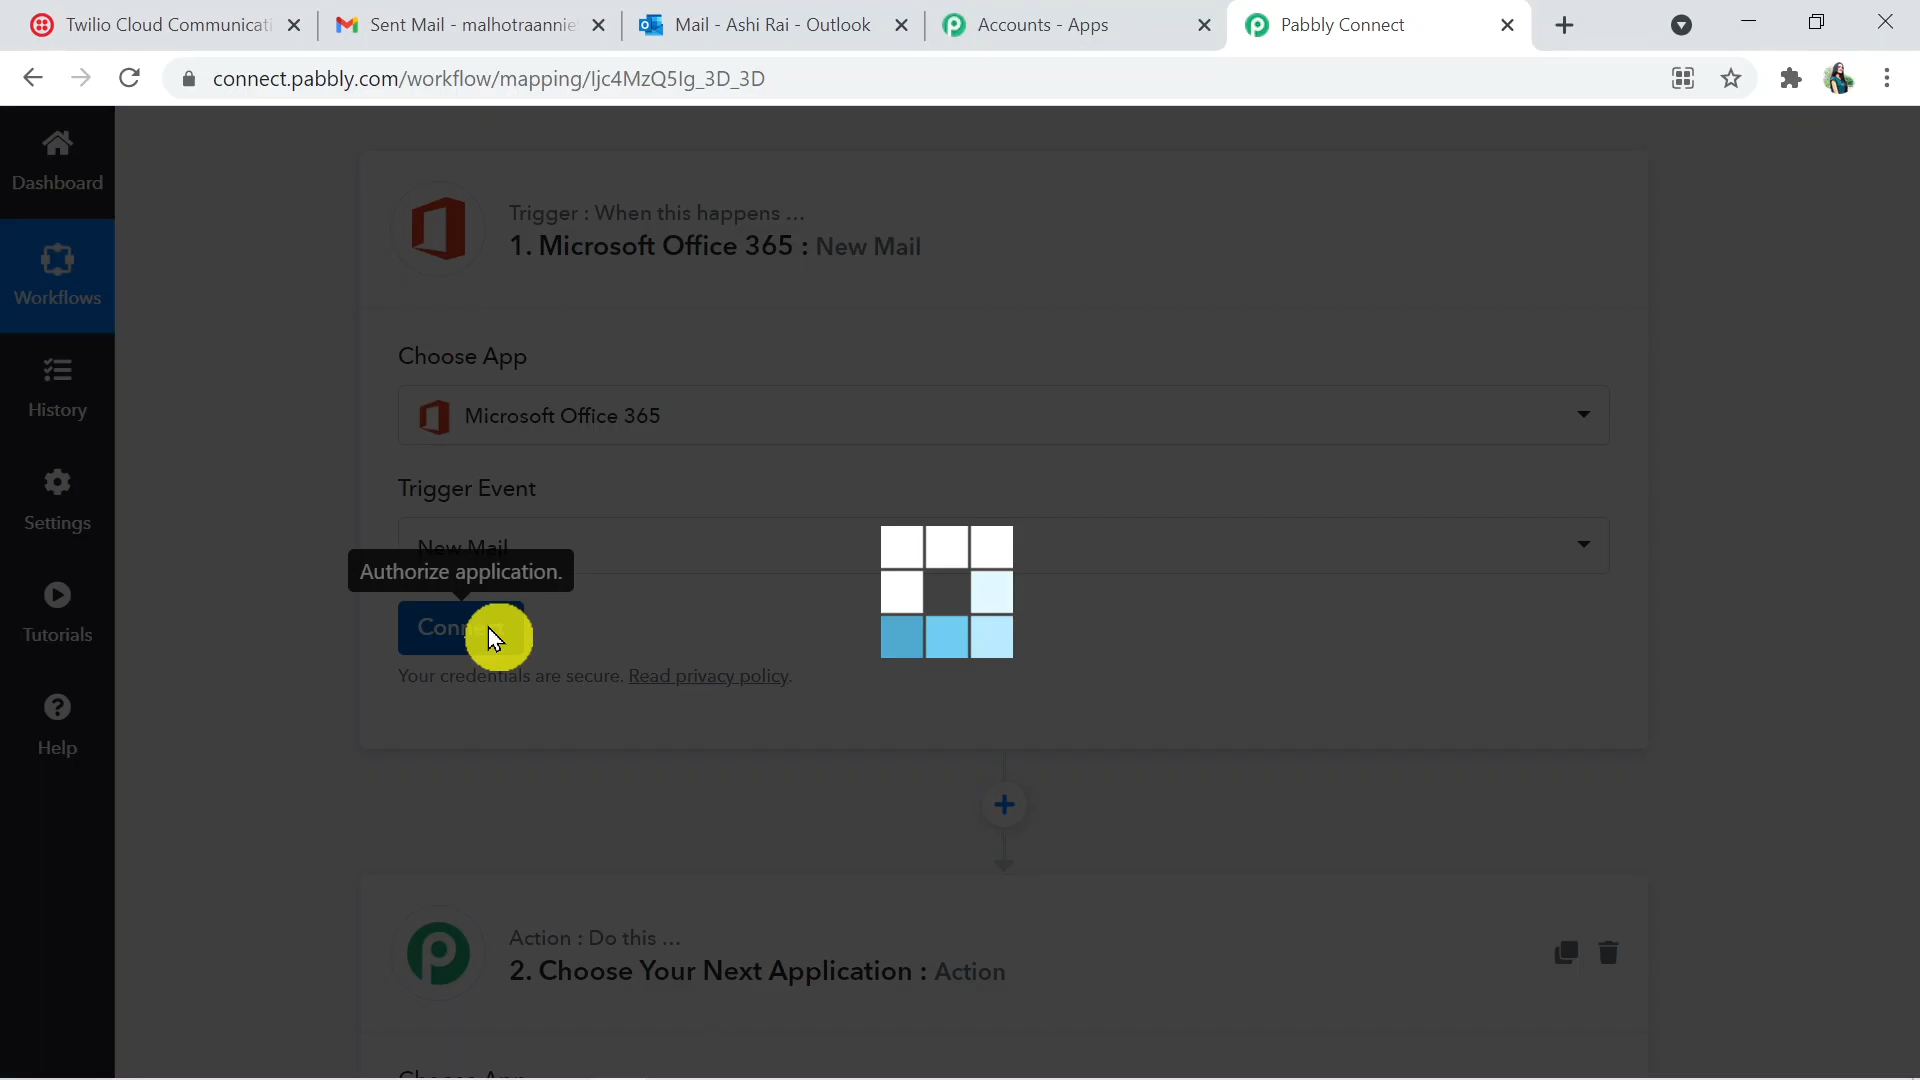 Twilio Cloud Communicati
Sent Mail - malhotraannie
Mail - Ashi Rai - Outlook
Accounts - Apps
Pabbly Connect
connect.pabbly.com/workflow/mapping/Ijc4MzQ5Ig_3D_3D
Dashboard
Workflows
History
Settings
Tutorials
Help
Trigger : When this happens ...
1. Microsoft Office 365 : New Mail
Choose App
Microsoft Office 365
Trigger Event
New Mail
Authorize application.
Connect
Your credentials are secure. Read privacy policy.
Action : Do this ...
2. Choose Your Next Application : Action
Choose App